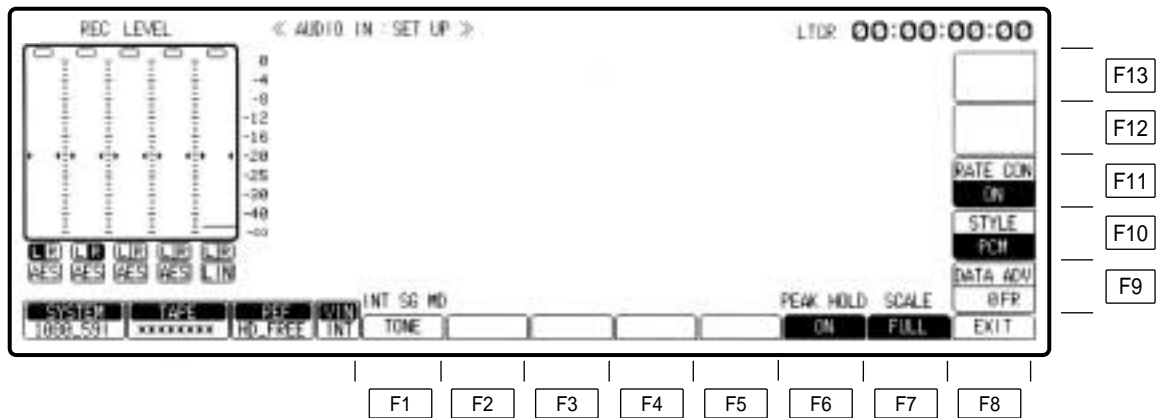 REC LEVEL
≪ AUDIO IN : SET UP ≫
LTCR 00:00:00:00
0
-4
-8
-12
-16
-20
-25
-30
-40
-60
L R L R L R L R L R
AES AES AES AES LIN
SYSTEM TAPE REF VIN
HD_FREE INT
INT SG MD
TONE
PEAK HOLD
ON
SCALE
FULL
RATE CON
ON
STYLE
PCM
DATA ADV
0FR
EXIT
F13
F12
F11
F10
F9
F1 F2 F3 F4 F5 F6 F7 F8